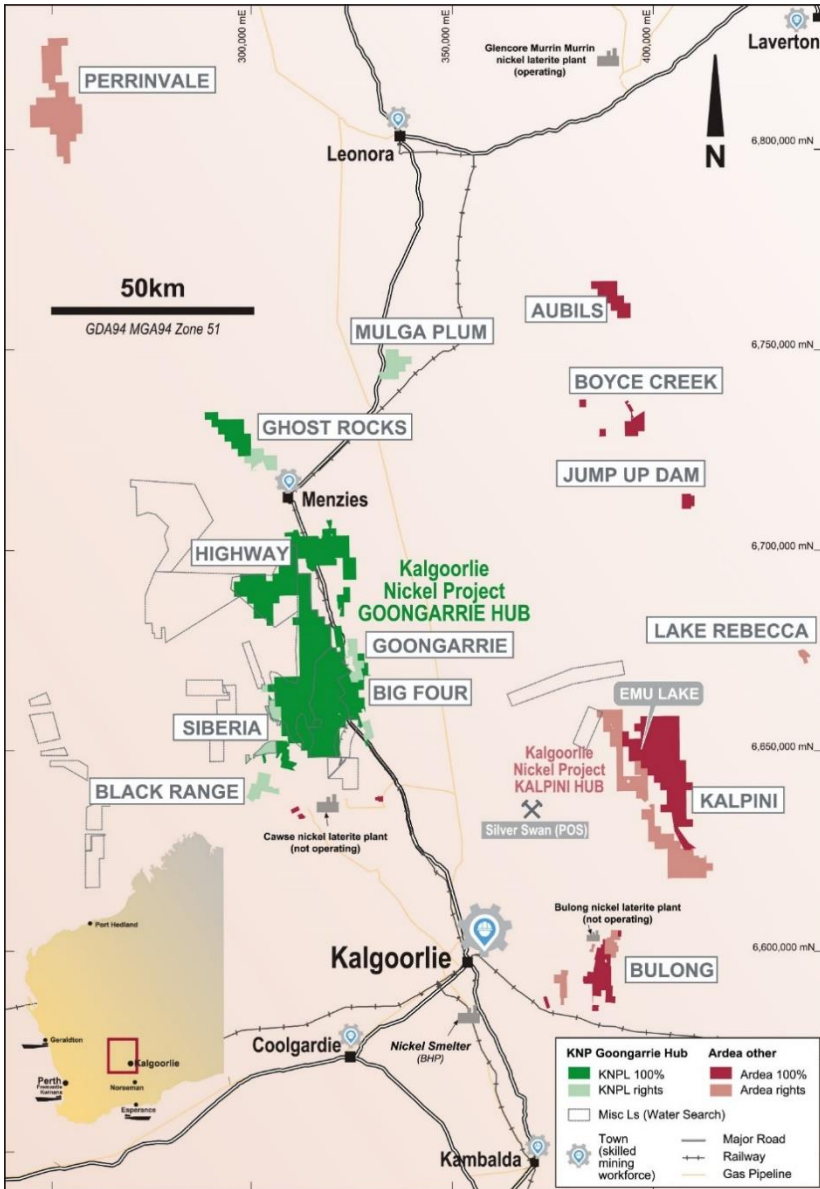 300,000 mE
350,000 mE
400,000 mE
Laverton
Glencore Murrin Murrin
nickel laterite plant
(operating)
PERRINVALE
N
Leonora
6,800,000 mN
50km
GDA94 MGA94 Zone 51
AUBILS
MULGA PLUM
6,750,000 mN
BOYCE CREEK
GHOST ROCKS
JUMP UP DAM
Menzies
HIGHWAY
6,700,000 mN
Kalgoorlie
Nickel Project
GOONGARRIE HUB
GOONGARRIE
LAKE REBECCA
BIG FOUR
EMU LAKE
SIBERIA
6,650,000 mN
Kalgoorlie
Nickel Project
KALPINI HUB
BLACK RANGE
KALPINI
Cawse nickel laterite plant
(not operating)
Silver Swan (POS)
Bulong nickel laterite plant
(not operating)
Port Hedland
Kalgoorlie
6,600,000 mN
BULONG
Nickel Smelter
(BHP)
Coolgardie
Geraldton
Kalgoorlie
Perth
Fremantle
Kwinana
Norseman
Esperance
Kambalda
KNP Goongarrie Hub
KNPL 100%
KNPL rights
Ardea other
Ardea 100%
Ardea rights
Misc Ls (Water Search)
Town
(skilled
mining
workforce)
Major Road
Railway
Gas Pipeline